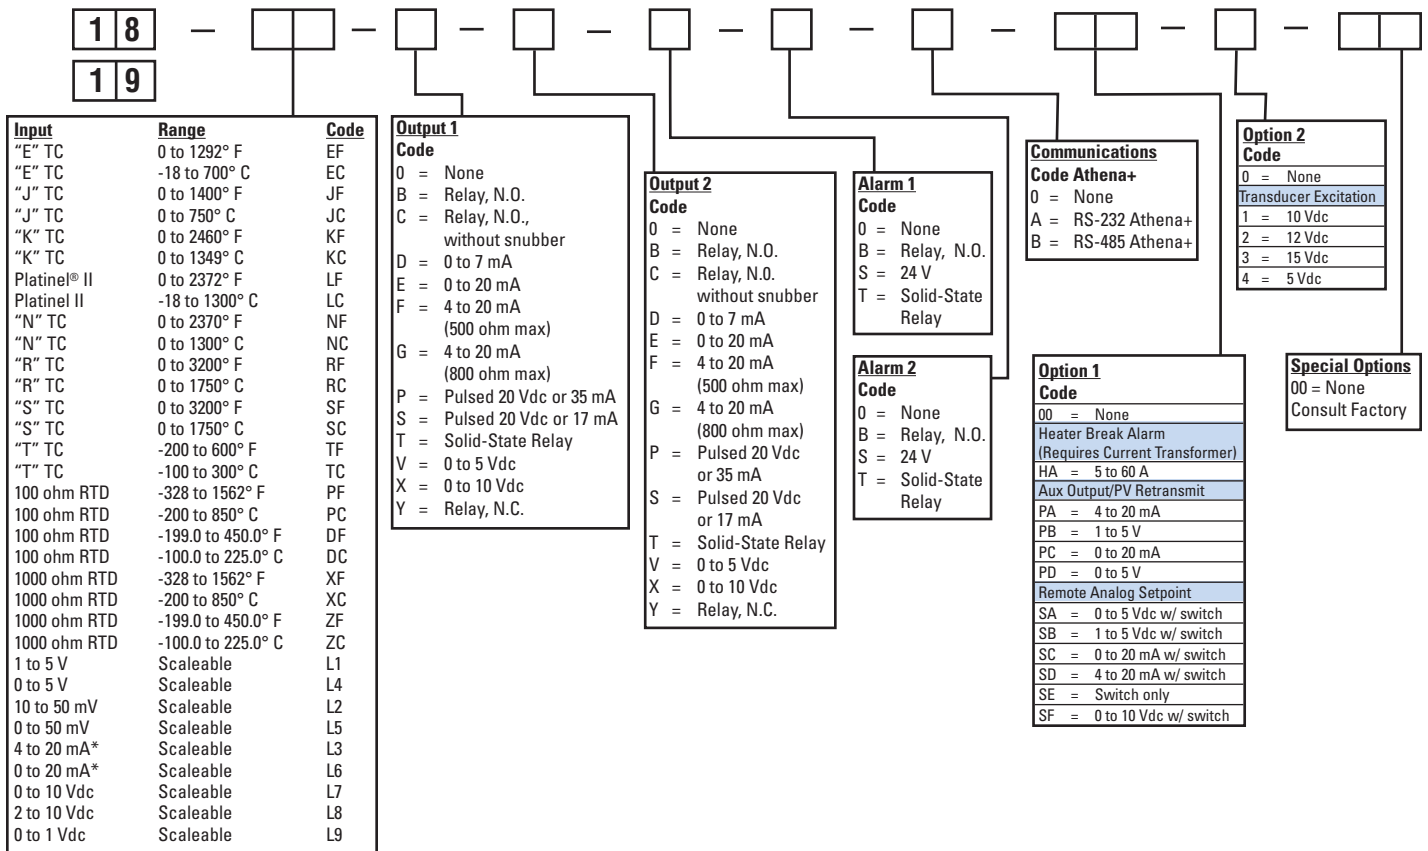 18 — — — — — — — — —
19
Input Range Code
“E” TC 0 to 1292° F EF
“E” TC -18 to 700° C EC
“J” TC 0 to 1400° F JF
“J” TC 0 to 750° C JC
“K” TC 0 to 2460° F KF
“K” TC 0 to 1349° C KC
Platinel® II 0 to 2372° F LF
Platinel II -18 to 1300° C LC
“N” TC 0 to 2370° F NF
“N” TC 0 to 1300° C NC
“R” TC 0 to 3200° F RF
“R” TC 0 to 1750° C RC
“S” TC 0 to 3200° F SF
“S” TC 0 to 1750° C SC
“T” TC -200 to 600° F TF
“T” TC -100 to 300° C TC
100 ohm RTD -328 to 1562° F PF
100 ohm RTD -200 to 850° C PC
100 ohm RTD -199.0 to 450.0° F DF
100 ohm RTD -100.0 to 225.0° C DC
1000 ohm RTD -328 to 1562° F XF
1000 ohm RTD -200 to 850° C XC
1000 ohm RTD -199.0 to 450.0° F ZF
1000 ohm RTD -100.0 to 225.0° C ZC
1 to 5 V Scaleable L1
0 to 5 V Scaleable L4
10 to 50 mV Scaleable L2
0 to 50 mV Scaleable L5
4 to 20 mA* Scaleable L3
0 to 20 mA* Scaleable L6
0 to 10 Vdc Scaleable L7
2 to 10 Vdc Scaleable L8
0 to 1 Vdc Scaleable L9
Output 1
Code
0 = None
B = Relay, N.O.
C = Relay, N.O.,
without snubber
D = 0 to 7 mA
E = 0 to 20 mA
F = 4 to 20 mA
(500 ohm max)
G = 4 to 20 mA
(800 ohm max)
P = Pulsed 20 Vdc or 35 mA
S = Pulsed 20 Vdc or 17 mA
T = Solid-State Relay
V = 0 to 5 Vdc
X = 0 to 10 Vdc
Y = Relay, N.C.
Output 2
Code
0 = None
B = Relay, N.O.
C = Relay, N.0.
without snubber
D = 0 to 7 mA
E = 0 to 20 mA
F = 4 to 20 mA
(500 ohm max)
G = 4 to 20 mA
(800 ohm max)
P = Pulsed 20 Vdc
or 35 mA
S = Pulsed 20 Vdc
or 17 mA
T = Solid-State Relay
V = 0 to 5 Vdc
X = 0 to 10 Vdc
Y = Relay, N.C.
Alarm 1
Code
0 = None
B = Relay, N.O.
S = 24 V
T = Solid-State
Relay
Alarm 2
Code
0 = None
B = Relay, N.O.
S = 24 V
T = Solid-State
Relay
Communications
Code Athena+
0 = None
A = RS-232 Athena+
B = RS-485 Athena+
Option 1
Code
00 = None
Heater Break Alarm
(Requires Current Transformer)
HA = 5 to 60 A
Aux Output/PV Retransmit
PA = 4 to 20 mA
PB = 1 to 5 V
PC = 0 to 20 mA
PD = 0 to 5 V
Remote Analog Setpoint
SA = 0 to 5 Vdc w/ switch
SB = 1 to 5 Vdc w/ switch
SC = 0 to 20 mA w/ switch
SD = 4 to 20 mA w/ switch
SE = Switch only
SF = 0 to 10 Vdc w/ switch
Option 2
Code
0 = None
Transducer Excitation
1 = 10 Vdc
2 = 12 Vdc
3 = 15 Vdc
4 = 5 Vdc
Special Options
00 = None
Consult Factory